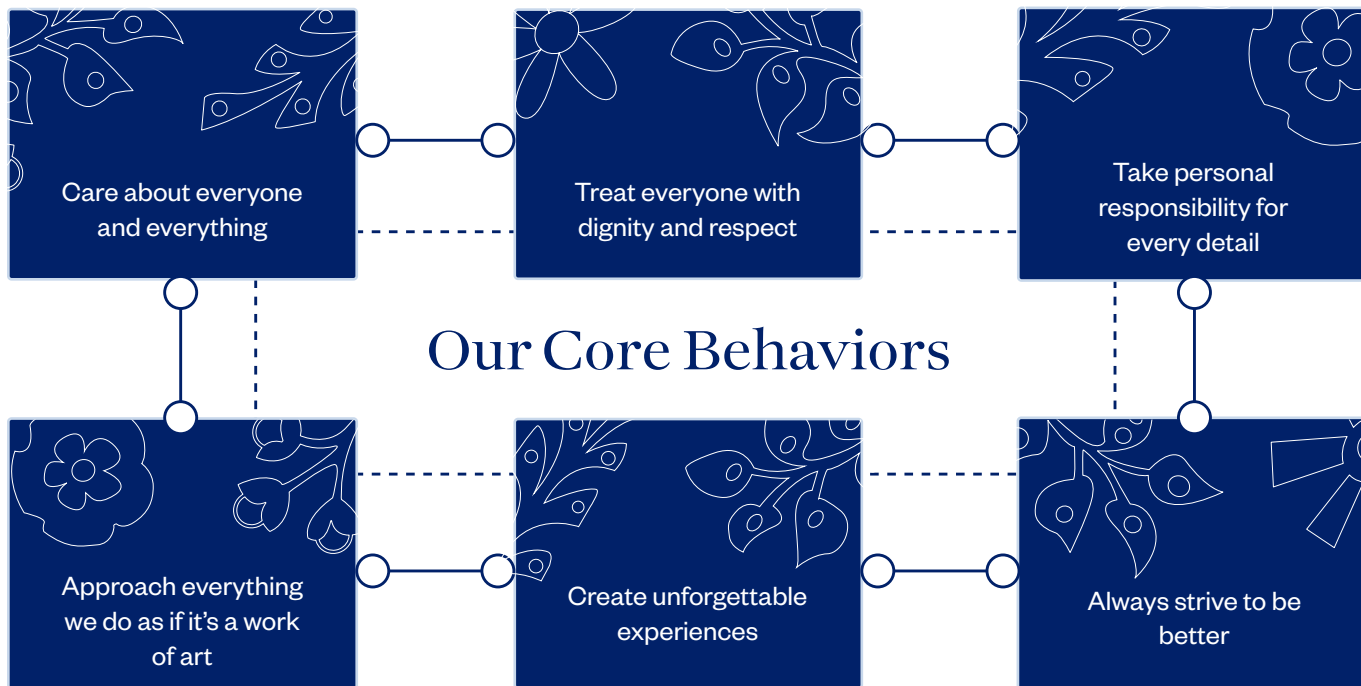 Care about everyone
and everything
Treat everyone with
dignity and respect
Take personal
responsibility for
every detail
Our Core Behaviors
Approach everything
we do as if it’s a work
of art
Create unforgettable
experiences
Always strive to be
better